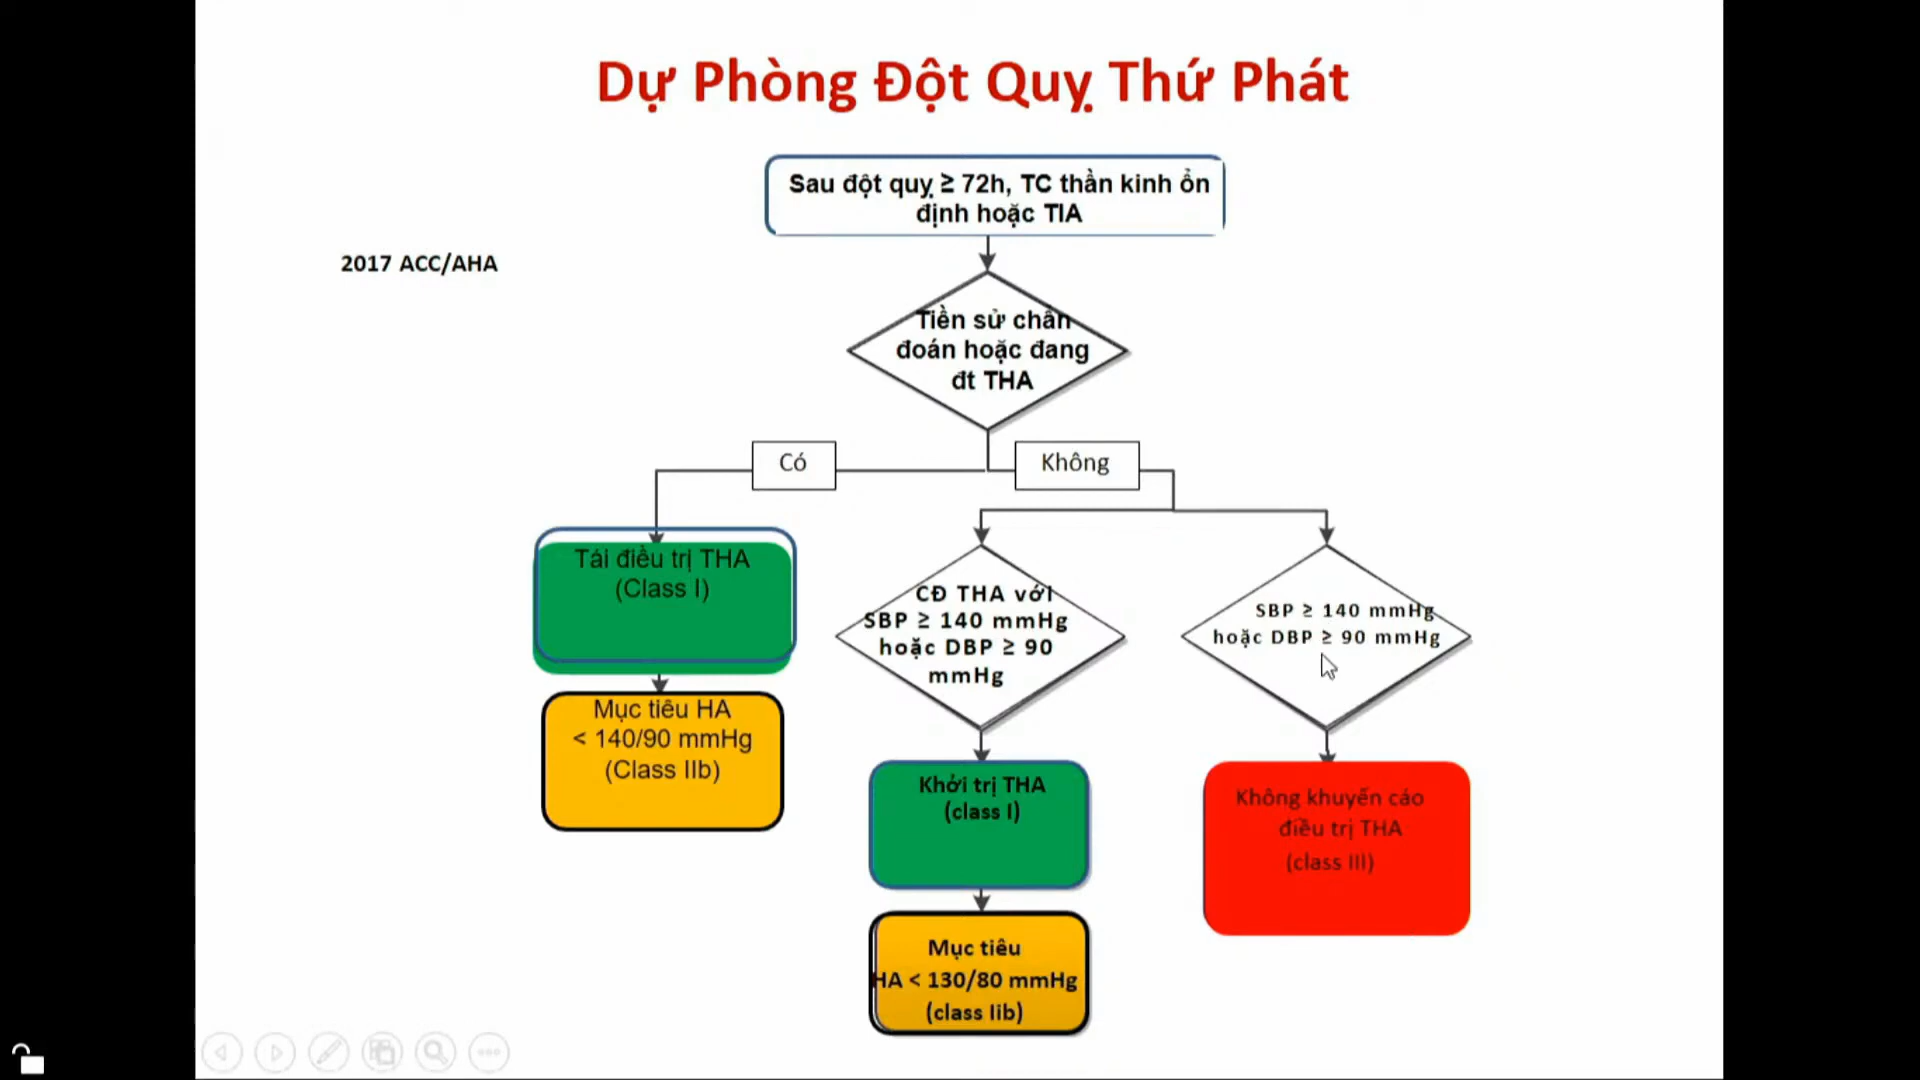 Dự Phòng Đột Quỵ Thứ Phát
Sau đột quỵ ≥ 72h, TC thần kinh ổn
định hoặc TIA
2017 ACC/AHA
Tiền sử chẩn
đoán hoặc đang
đt THA
Có
Không
Tái điều trị THA
(Class I)
Mục tiêu HA
< 140/90 mmHg
(Class IIb)
CĐ THA với
SBP ≥ 140 mmHg
hoặc DBP ≥ 90
mmHg
SBP ≥ 140 mmHg
hoặc DBP ≥ 90 mmHg
Khởi trị THA
(class I)
Mục tiêu
HA < 130/80 mmHg
(class Iib)
Không khuyến cáo
điều trị THA
(class III)